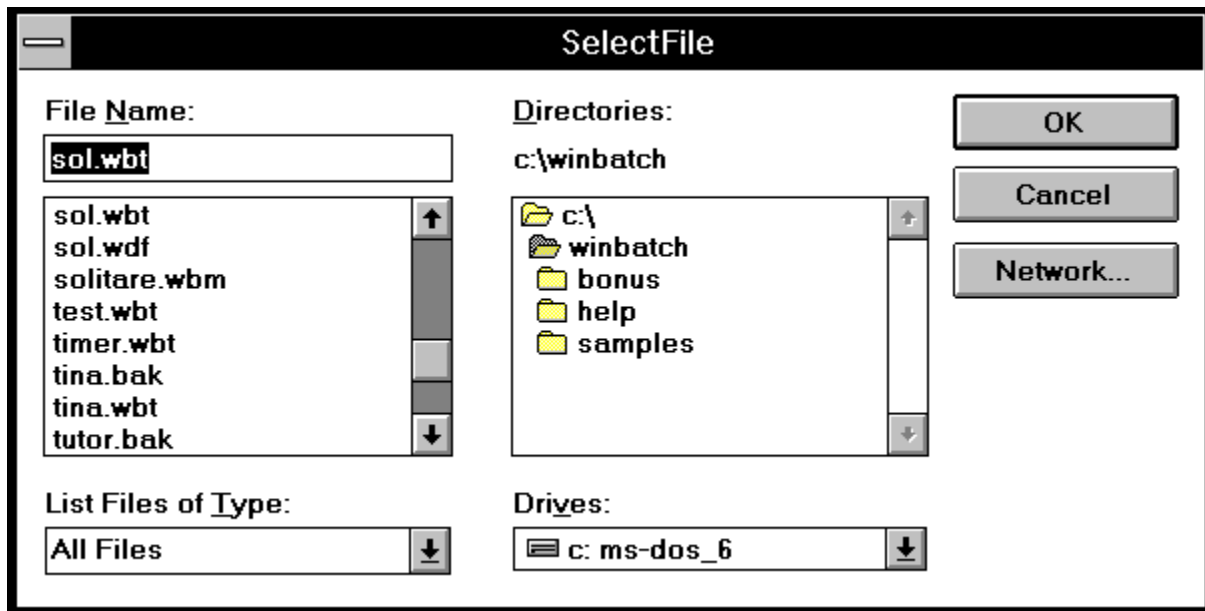 SelectFile
File Name:
sol.wbt
sol.wbt
sol.wdf
solitare.wbm
test.wbt
timer.wbt
tina.bak
tina.wbt
tutor.bak
List Files of Type:
All Files
Directories:
c:\winbatch
c:\
winbatch
bonus
help
samples
Drives:
c: ms-dos_6
OK
Cancel
Network...